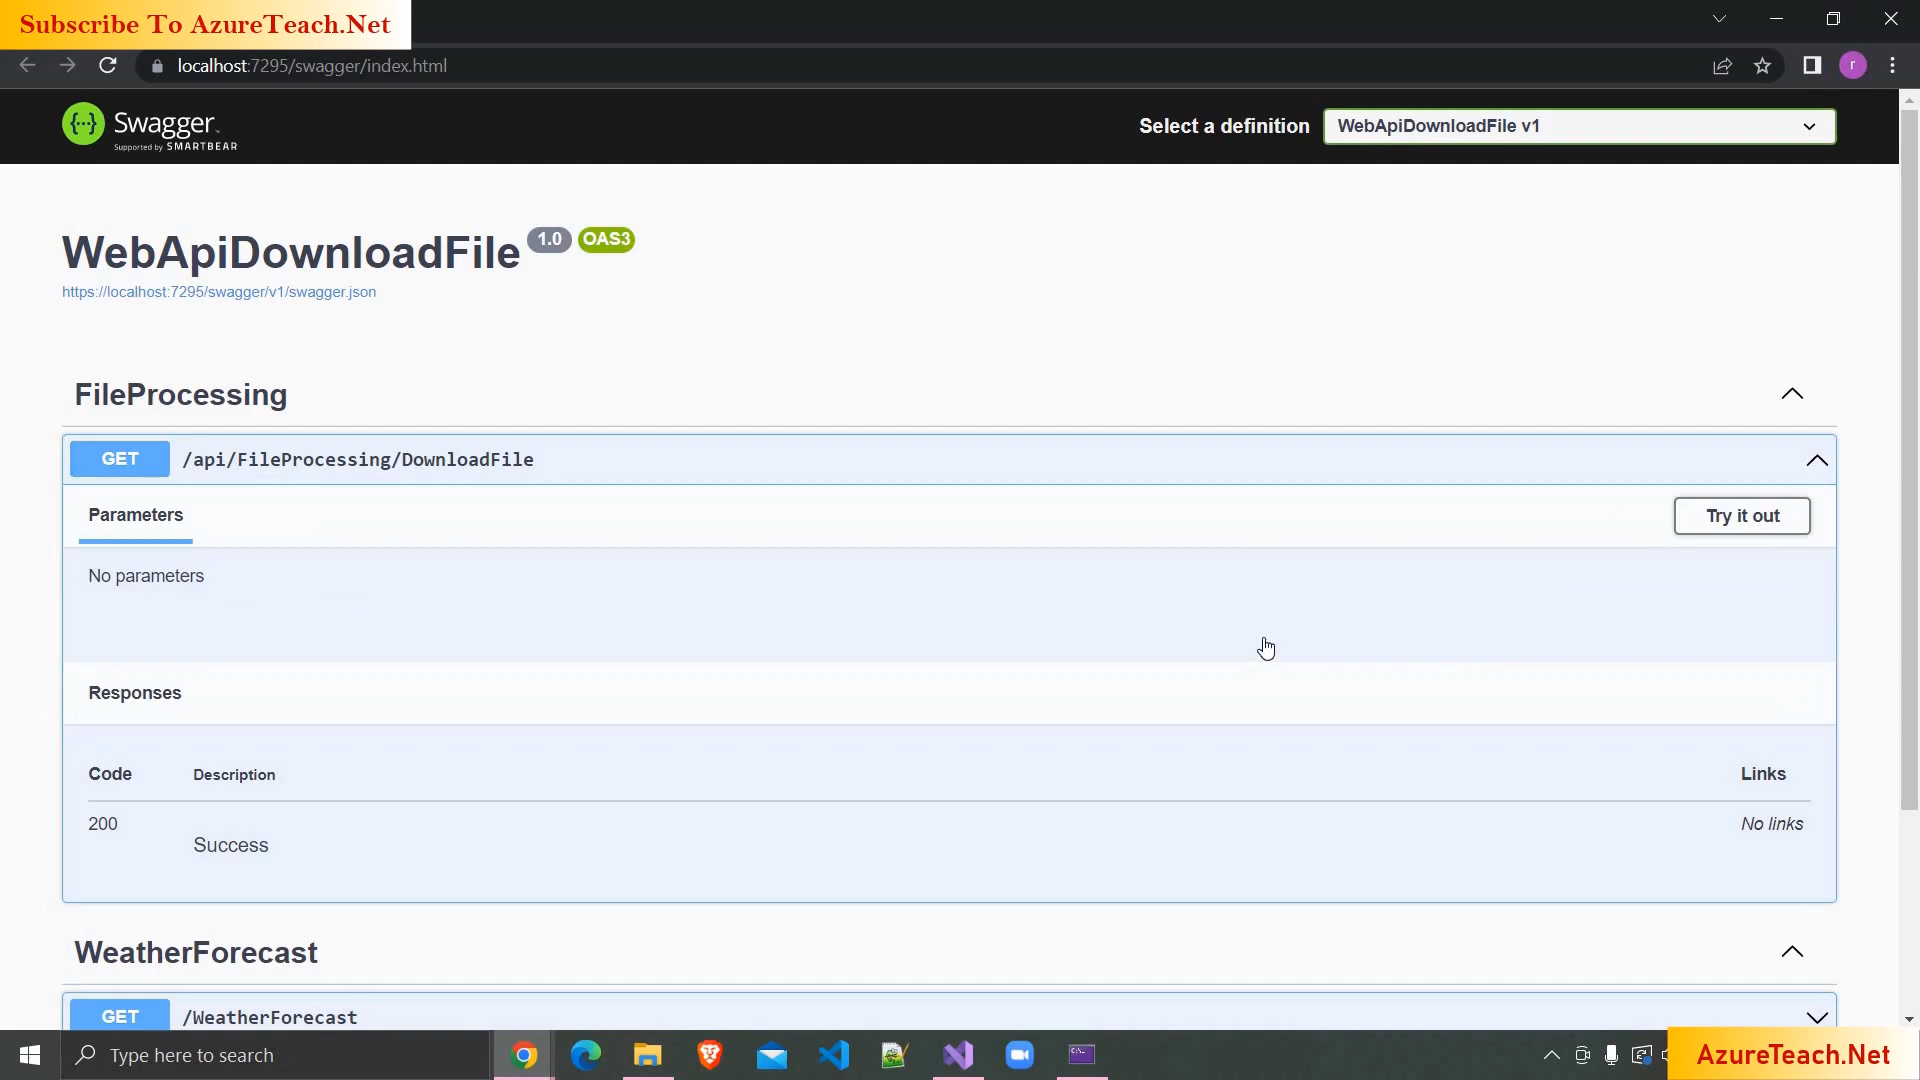 Subscribe To AzureTeach.Net
localhost:7295/swagger/index.html
r
{···} Swagger
Supported by SMARTBEAR
Select a definition
WebApiDownloadFile v1
WebApiDownloadFile 1.0 OAS3
https://localhost:7295/swagger/v1/swagger.json
FileProcessing
GET /api/FileProcessing/DownloadFile
Parameters
Try it out
No parameters
Responses
Code Description Links
200 Success No links
WeatherForecast
GET /WeatherForecast
Type here to search
AzureTeach.Net